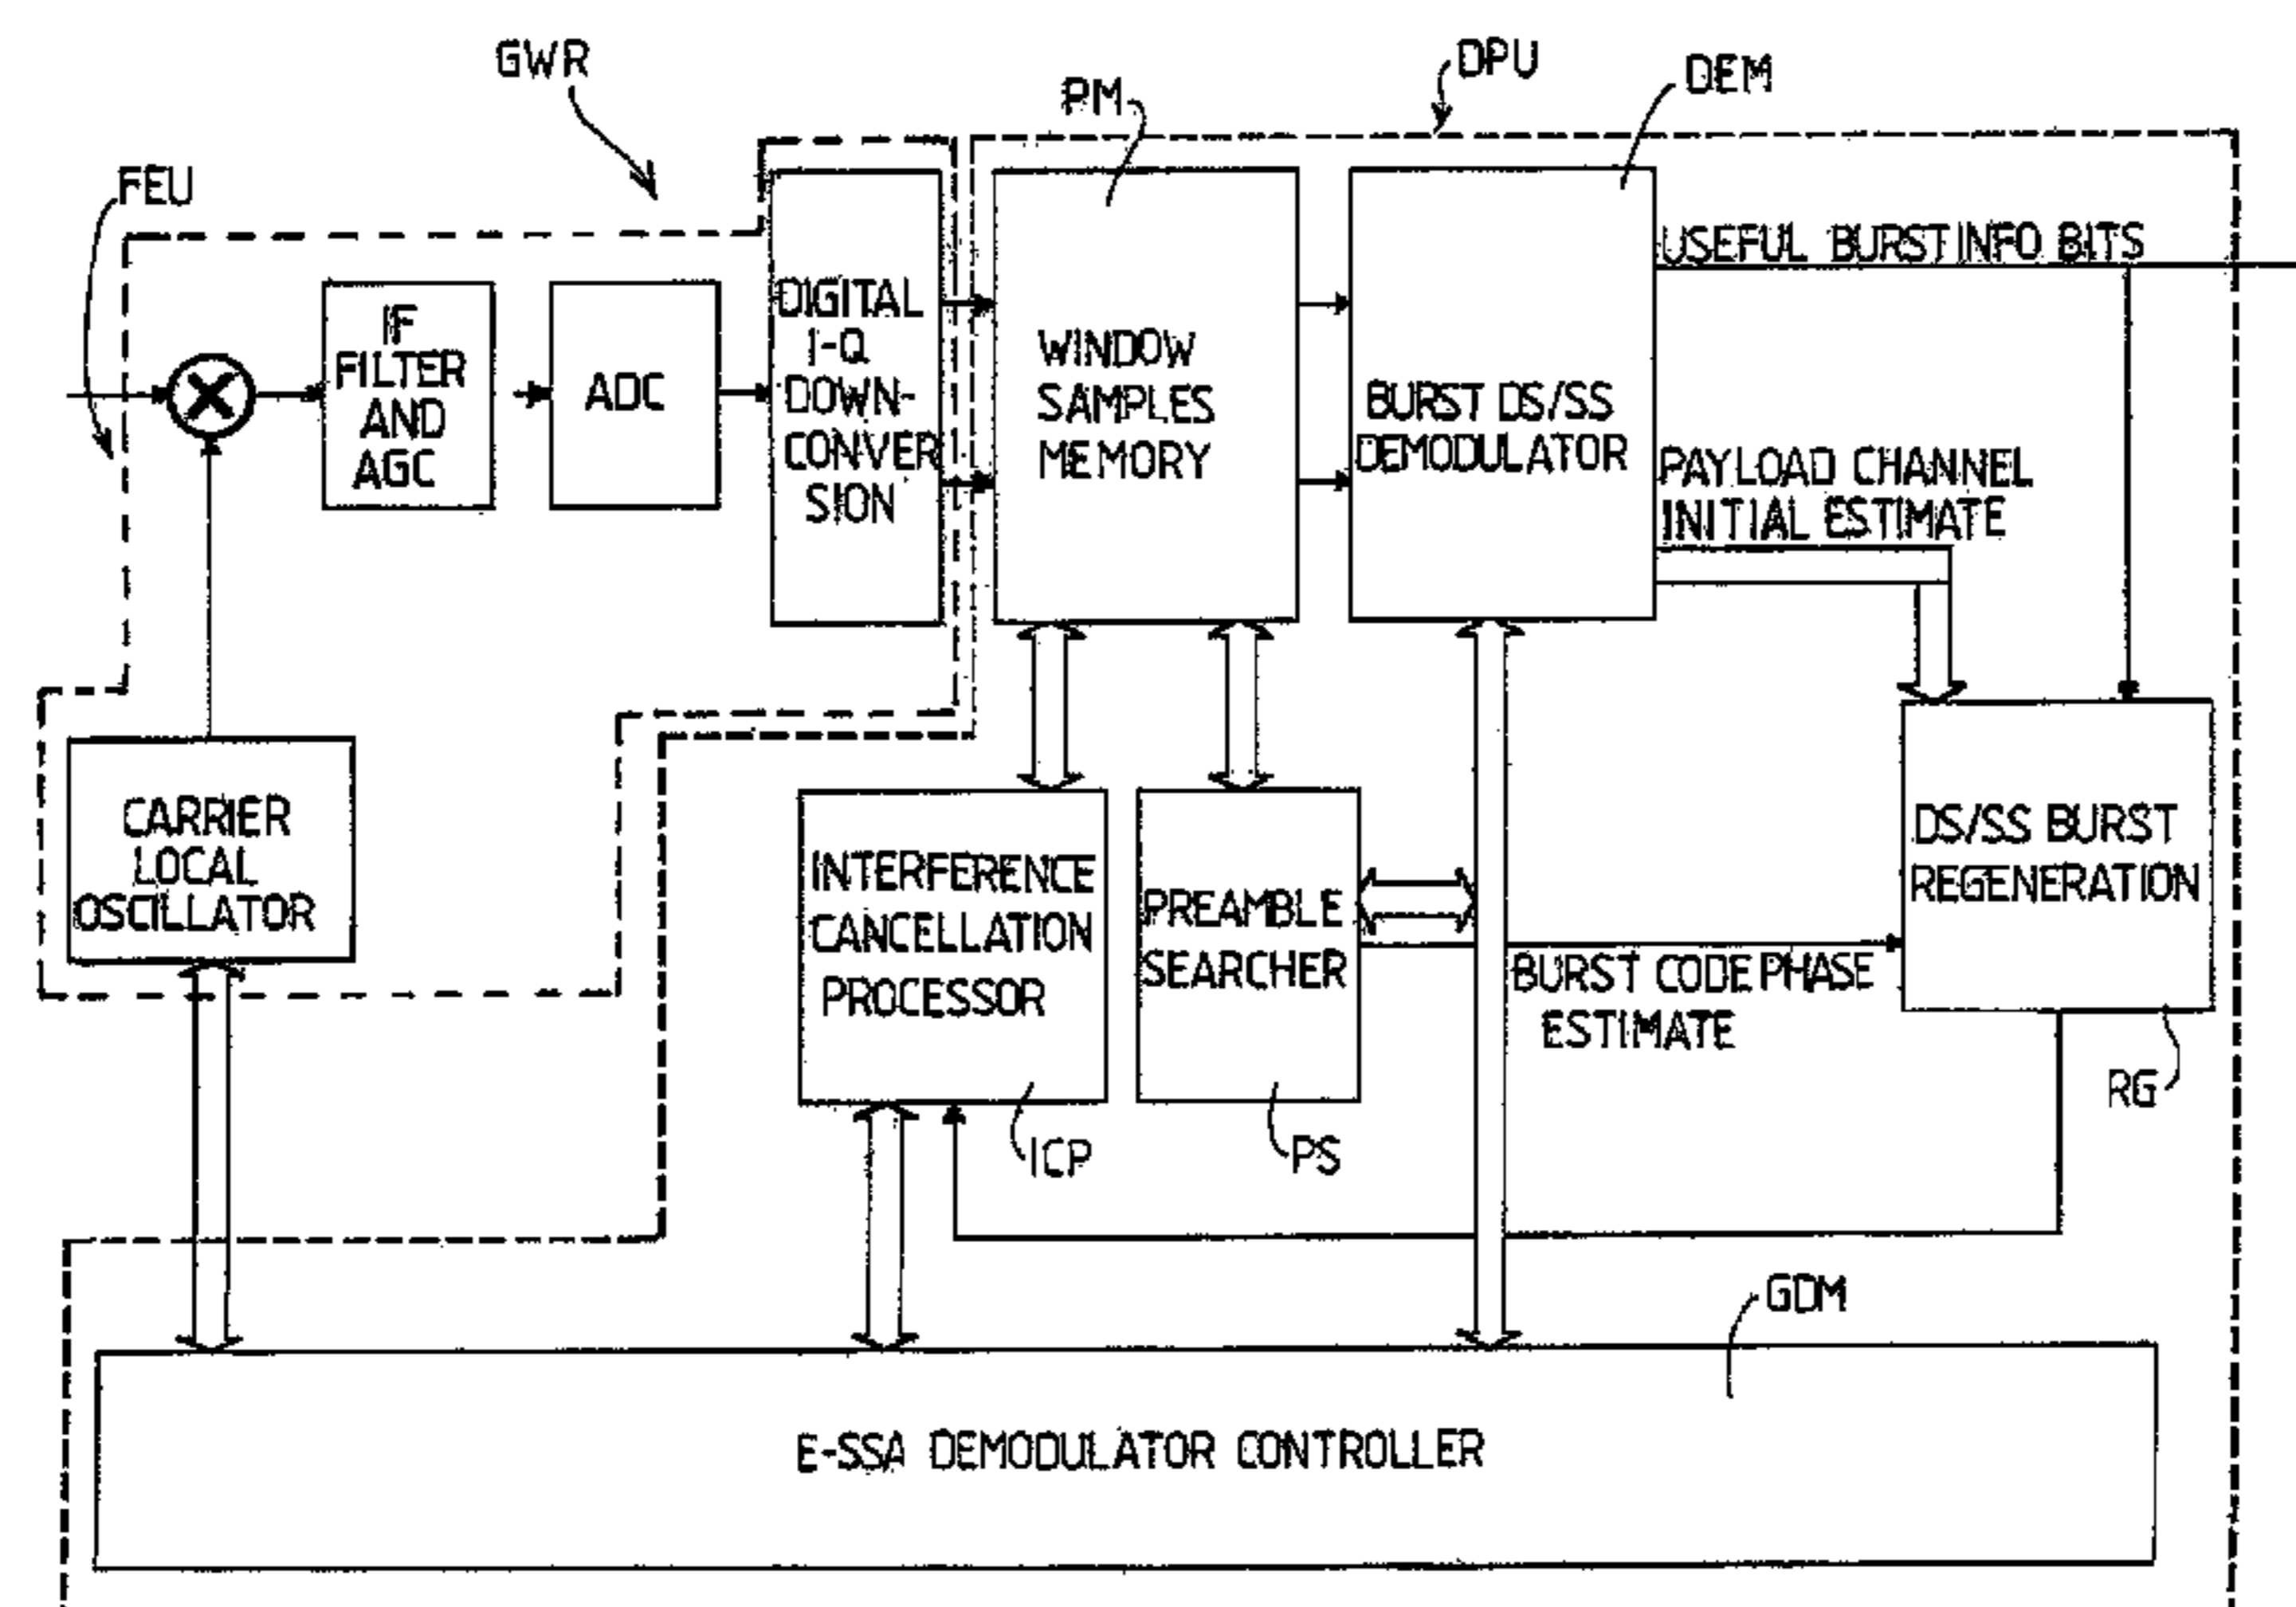 GWR
DPU
DEM
PM
FEU
USEFUL BURST INFO BITS
IF
FILTER
AND
AGC
ADC
DIGITAL
I-Q
DOWN-
CONVER
SION
WINDOW
SAMPLES
MEMORY
BURST DS/SS
DEMODULATOR
PAYLOAD CHANNEL
INITIAL ESTIMATE
CARRIER
LOCAL
OSCILLATOR
INTERFERENCE
CANCELLATION
PROCESSOR
PREAMBLE
SEARCHER
DS/SS BURST
REGENERATION
BURST CODE PHASE
ESTIMATE
RG
ICP
PS
GDM
E-SSA DEMODULATOR CONTROLLER